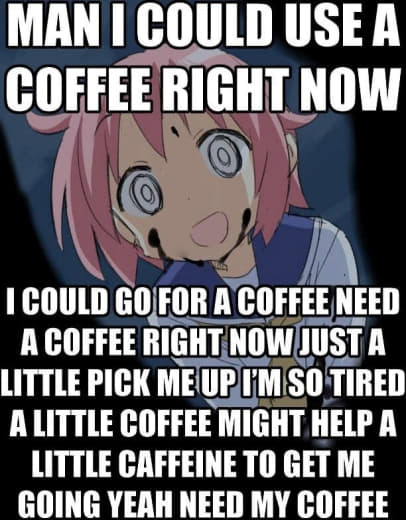 MAN I COULD USE A
COFFEE RIGHT NOW
I COULD GO FOR A COFFEE NEED
A COFFEE RIGHT NOW JUST A
LITTLE PICK ME UP I'M SO TIRED
A LITTLE COFFEE MIGHT HELP A
LITTLE CAFFEINE TO GET ME
GOING YEAH NEED MY COFFEE